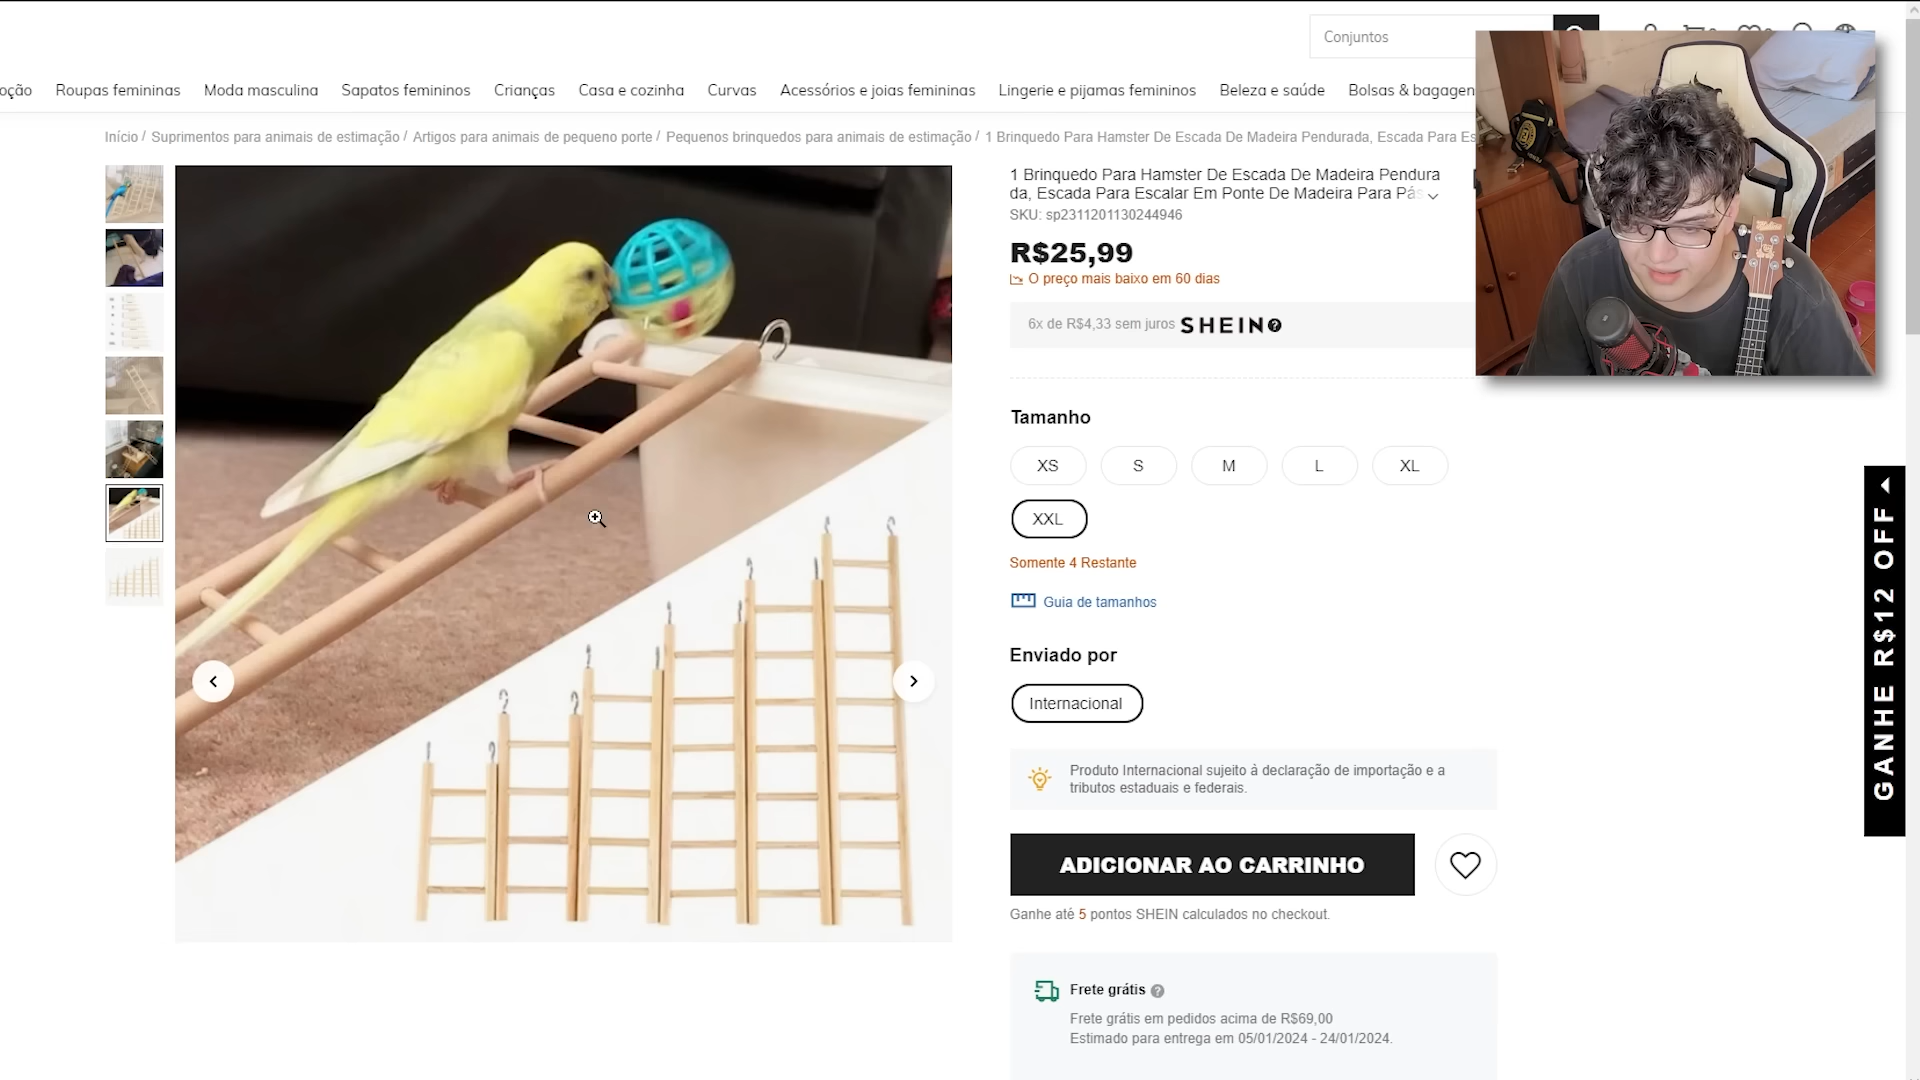 Conjuntos
oção Roupas femininas Moda masculina Sapatos femininos Crianças Casa e cozinha Curvas Acessórios e joias femininas Lingerie e pijamas femininos Beleza e saúde Bolsas & bagagen
Início / Suprimentos para animais de estimação / Artigos para animais de pequeno porte / Pequenos brinquedos para animais de estimação / 1 Brinquedo Para Hamster De Escada De Madeira Pendurada, Escada Para Es
1 Brinquedo Para Hamster De Escada De Madeira Pendura
da, Escada Para Escalar Em Ponte De Madeira Para Pás
SKU: sp2311201130244946
R$25,99
O preço mais baixo em 60 dias
6x de R$4,33 sem juros SHEIN ?
Tamanho
XS S M L XL
XXL
Somente 4 Restante
Guia de tamanhos
Enviado por
Internacional
Produto Internacional sujeito à declaração de importação e a
tributos estaduais e federais.
ADICIONAR AO CARRINHO
Ganhe até 5 pontos SHEIN calculados no checkout.
Frete grátis ?
Frete grátis em pedidos acima de R$69,00
Estimado para entrega em 05/01/2024 - 24/01/2024.
GANHE R$12 OFF